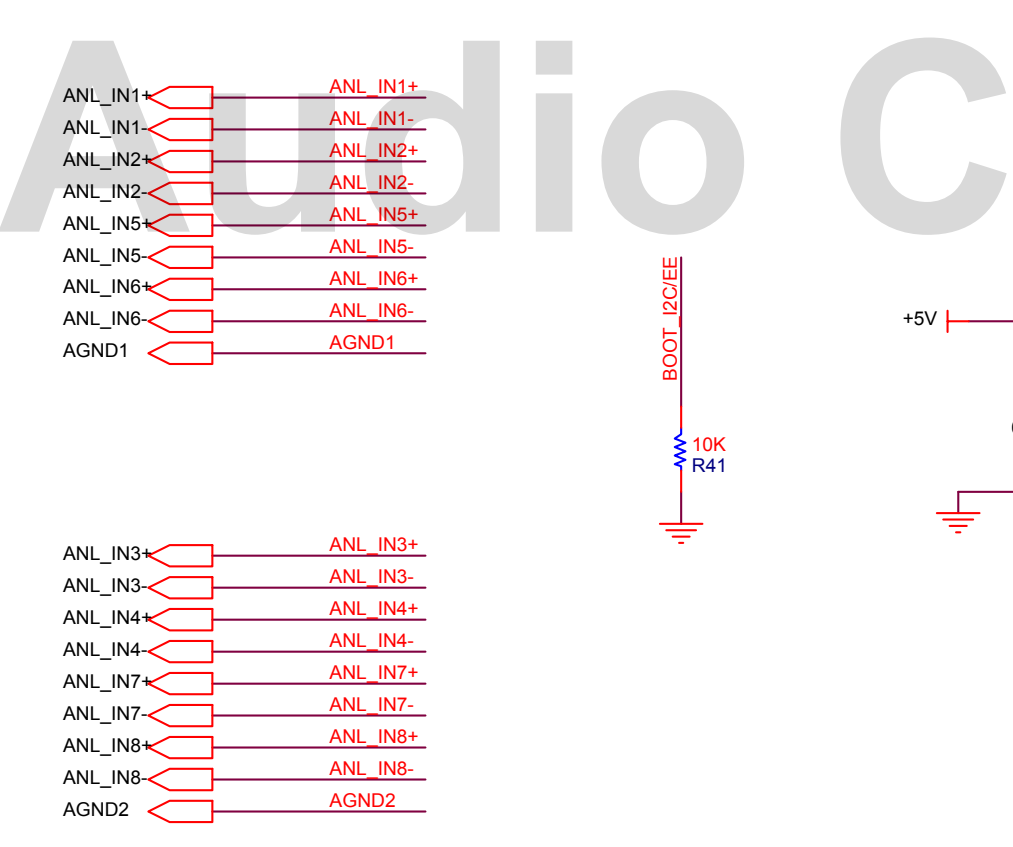 Audio C
ANL_IN1+ ANL_IN1+
ANL_IN1- ANL_IN1-
ANL_IN2+ ANL_IN2+
ANL_IN2- ANL_IN2-
ANL_IN5+ ANL_IN5+
ANL_IN5- ANL_IN5-
ANL_IN6+ ANL_IN6+
ANL_IN6- ANL_IN6-
AGND1 AGND1
BOOT_I2C/EE
+5V
10K
R41
ANL_IN3+ ANL_IN3+
ANL_IN3- ANL_IN3-
ANL_IN4+ ANL_IN4+
ANL_IN4- ANL_IN4-
ANL_IN7+ ANL_IN7+
ANL_IN7- ANL_IN7-
ANL_IN8+ ANL_IN8+
ANL_IN8- ANL_IN8-
AGND2 AGND2